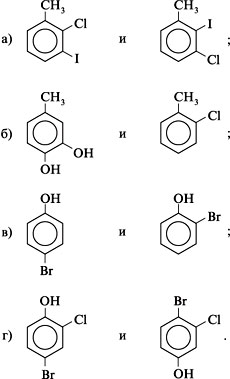 CH₃ CH₃
Cl I
а) и ;
I Cl
CH₃ CH₃
Cl
б) и ;
OH
OH
OH OH
Br
в) и ;
Br
OH Br
Cl Cl
г) и .
Br OH